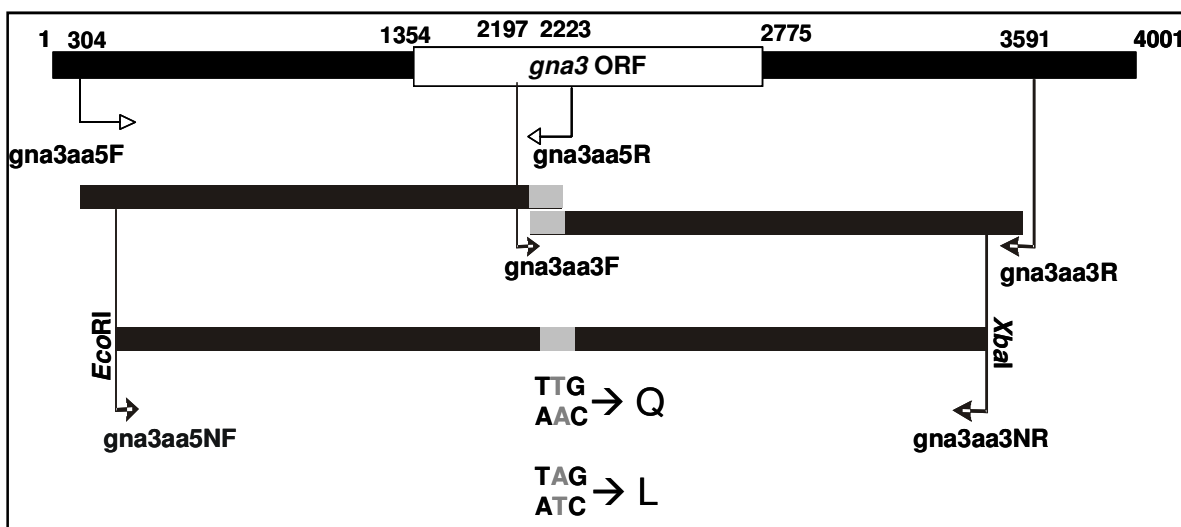 1 304 1354 2197 2223 2775 3591 4001
gna3 ORF
gna3aa5F
gna3aa5R
gna3aa3F
gna3aa3R
EcoRI
XbaI
gna3aa5NF
gna3aa3NR
TTG
AAC → Q
TAG
ATC → L